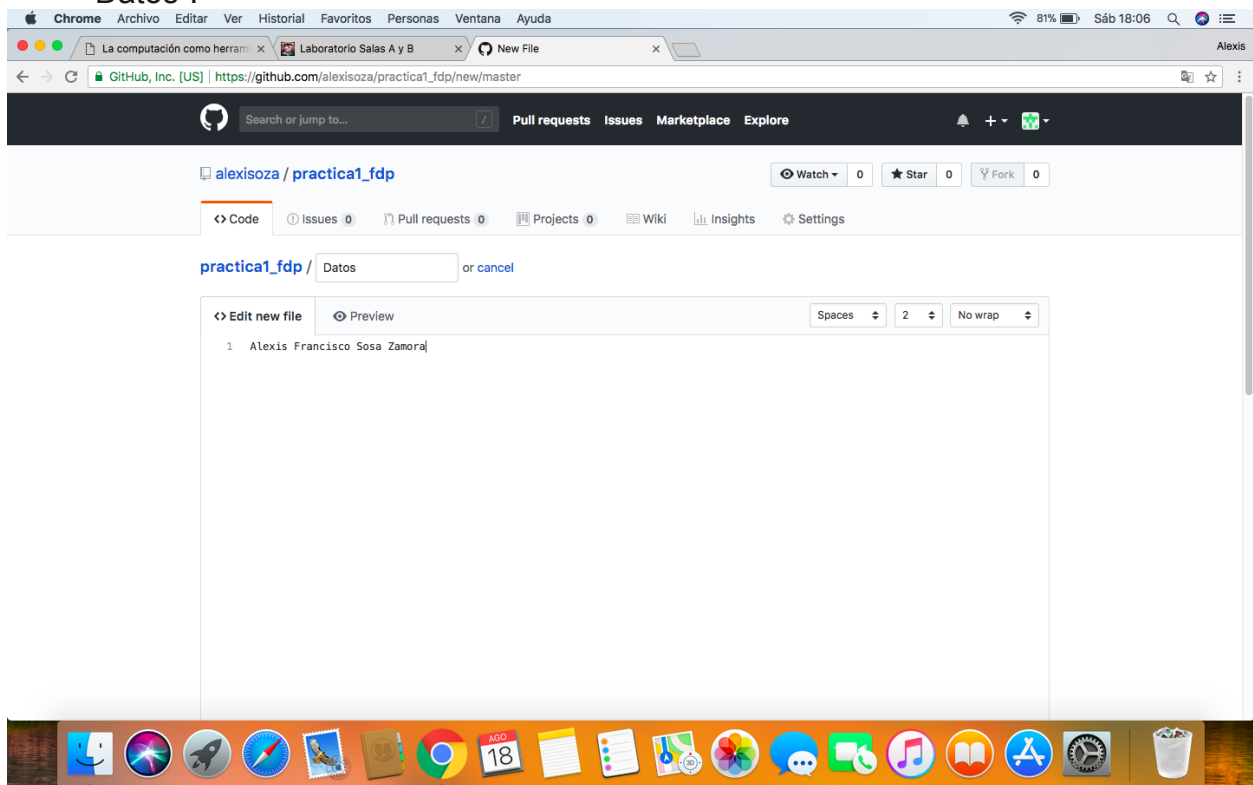 Chrome Archivo Editar Ver Historial Favoritos Personas Ventana Ayuda 81% Sáb 18:06
La computación como herrami Laboratorio Salas A y B New File Alexis
GitHub, Inc. [US] | https://github.com/alexisoza/practica1_fdp/new/master
Search or jump to... / Pull requests Issues Marketplace Explore
alexisoza / practica1_fdp Watch 0 Star 0 Fork 0
Code Issues 0 Pull requests 0 Projects 0 Wiki Insights Settings
practica1_fdp / Datos or cancel
<> Edit new file Preview Spaces 2 No wrap
1 Alexis Francisco Sosa Zamora
AGO
18
3D